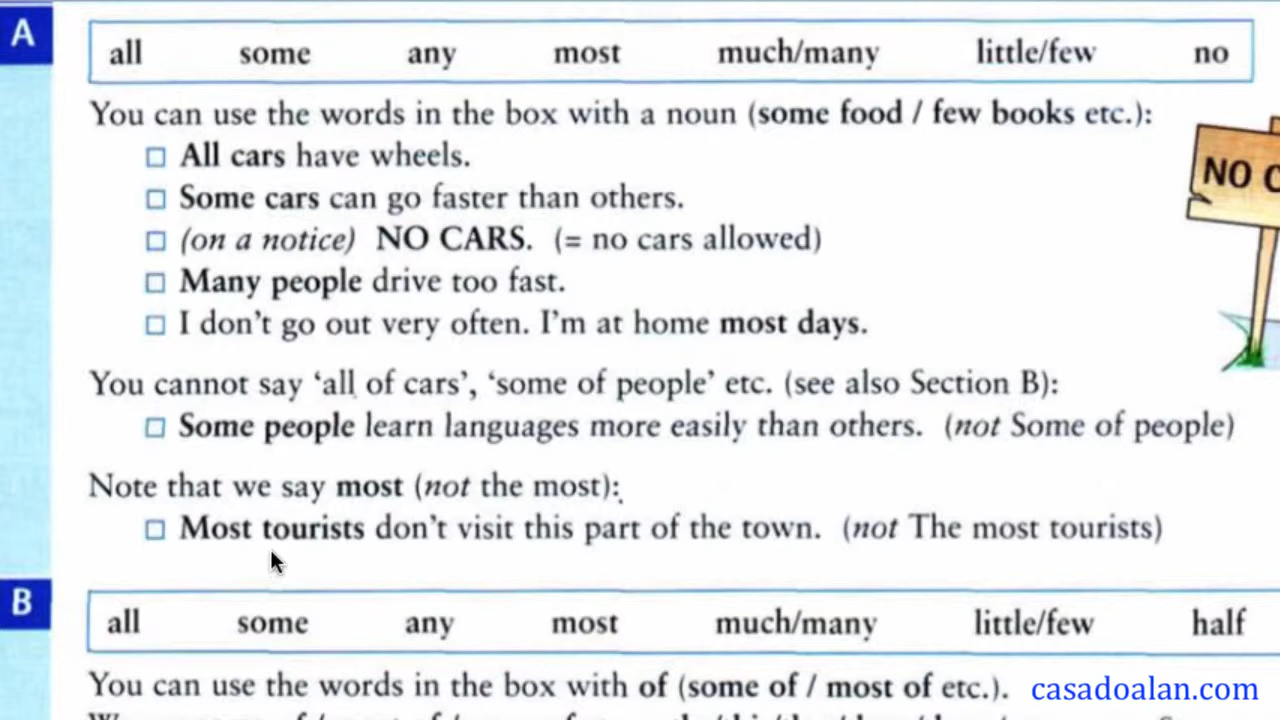 A
all some any most much/many little/few no
You can use the words in the box with a noun (some food / few books etc.):
All cars have wheels.
NO C
Some cars can go faster than others.
(on a notice) NO CARS. (= no cars allowed)
Many people drive too fast.
I don't go out very often. I'm at home most days.
You cannot say 'all of cars', 'some of people' etc. (see also Section B):
Some people learn languages more easily than others. (not Some of people)
Note that we say most (not the most):
Most tourists don't visit this part of the town. (not The most tourists)
B
all some any most much/many little/few half
You can use the words in the box with of (some of / most of etc.).
casadoalan.com